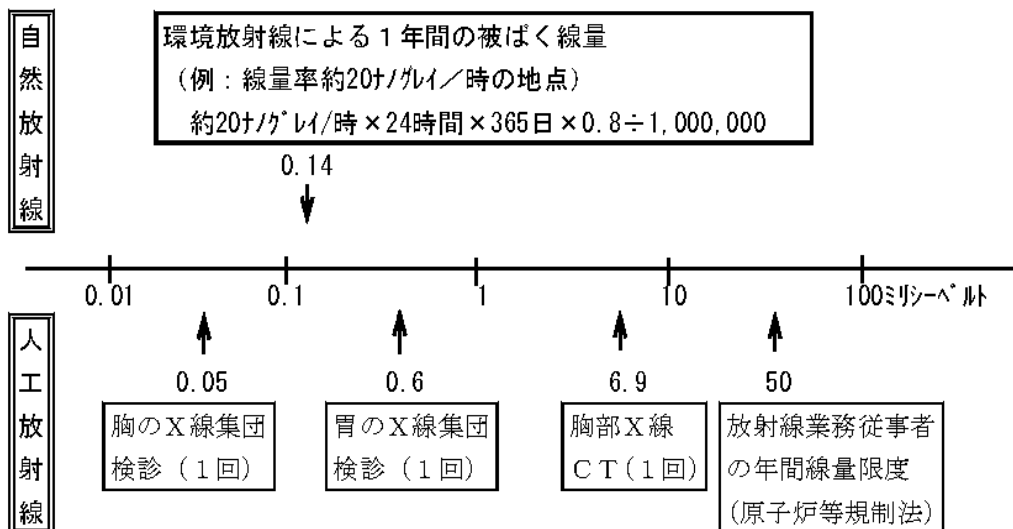 自然放射線
環境放射線による１年間の被ばく線量
（例：線量率約20ﾅﾉｸﾞﾚｲ／時の地点）
約20ﾅﾉｸﾞﾚｲ/時×24時間×365日×0.8÷1,000,000
0.14
0.01 0.1 1 10 100ﾐﾘｼｰﾍﾞﾙﾄ
人工放射線
0.05
胸のＸ線集団
検診（１回）
0.6
胃のＸ線集団
検診（１回）
6.9
胸部Ｘ線
ＣＴ(１回)
50
放射線業務従事者
の年間線量限度
(原子炉等規制法)